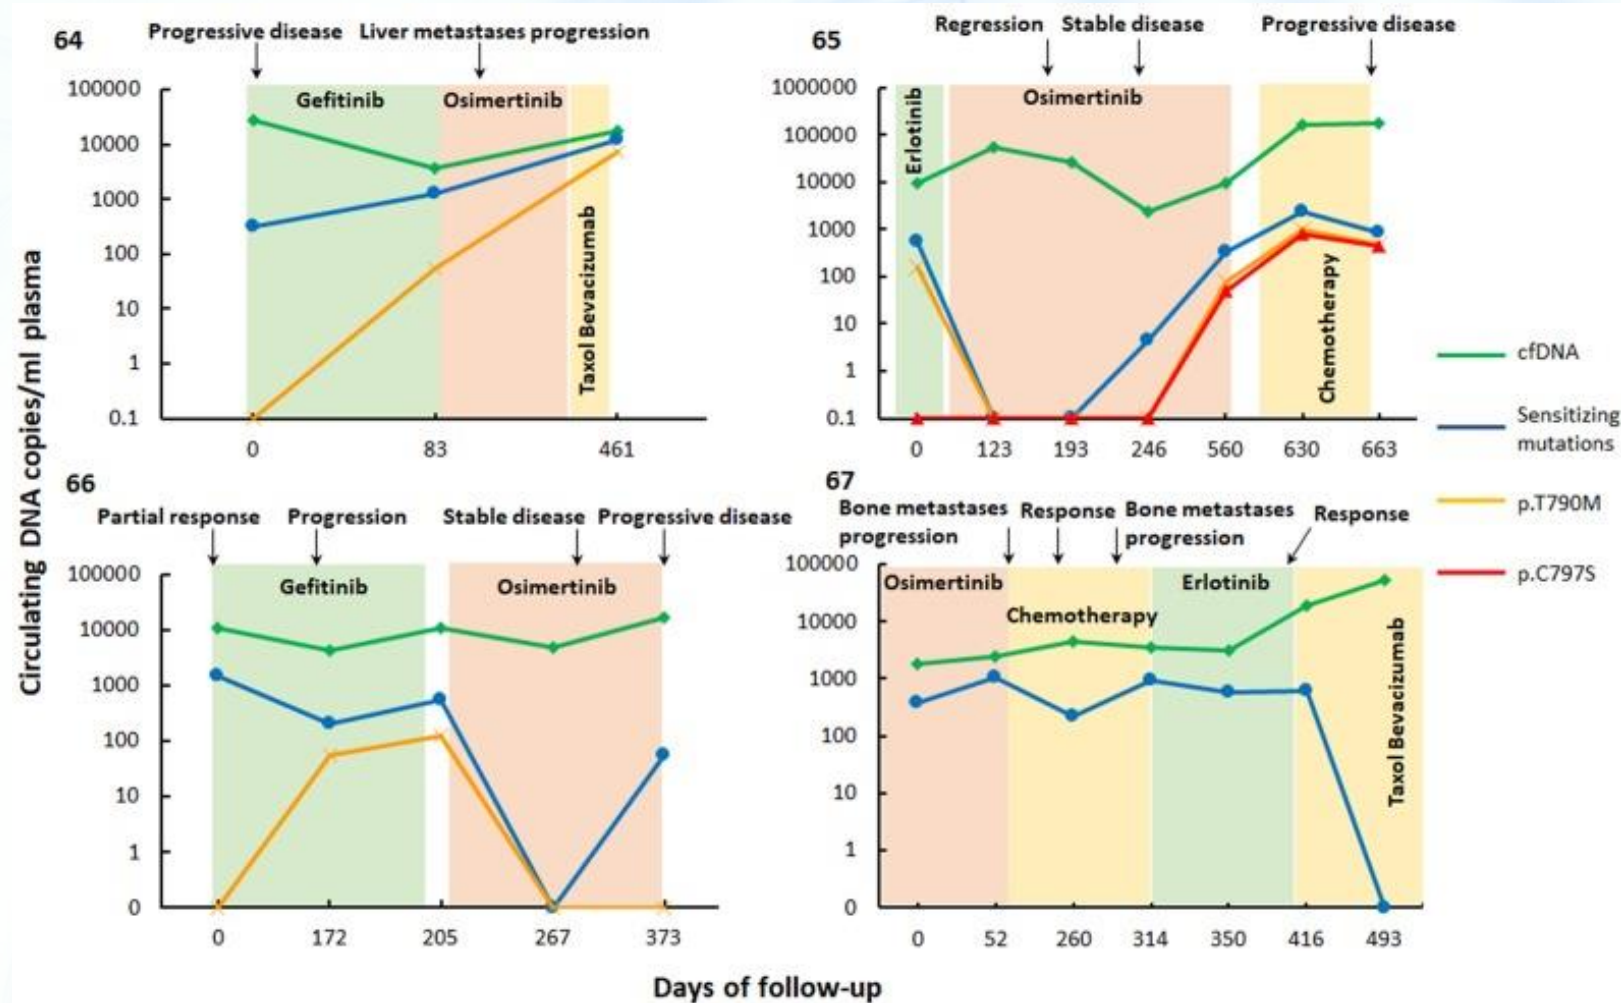 64
Progressive disease
Liver metastases progression
Gefitinib
Osimertinib
Taxol Bevacizumab
100000
10000
1000
100
10
1
0.1
0
83
461
65
Regression
Stable disease
Progressive disease
Erlotinib
Osimertinib
Chemotherapy
1000000
100000
10000
1000
100
10
1
0.1
0
123
193
246
560
630
663
cfDNA
Sensitizing
mutations
p.T790M
p.C797S
66
Partial response
Progression
Stable disease
Progressive disease
Gefitinib
Osimertinib
100000
10000
1000
100
10
1
0
0
172
205
267
373
67
Bone metastases
progression
Response
Bone metastases
progression
Response
Osimertinib
Chemotherapy
Erlotinib
Taxol Bevacizumab
100000
10000
1000
100
10
1
0
0
52
260
314
350
416
493
Circulating DNA copies/ml plasma
Days of follow-up